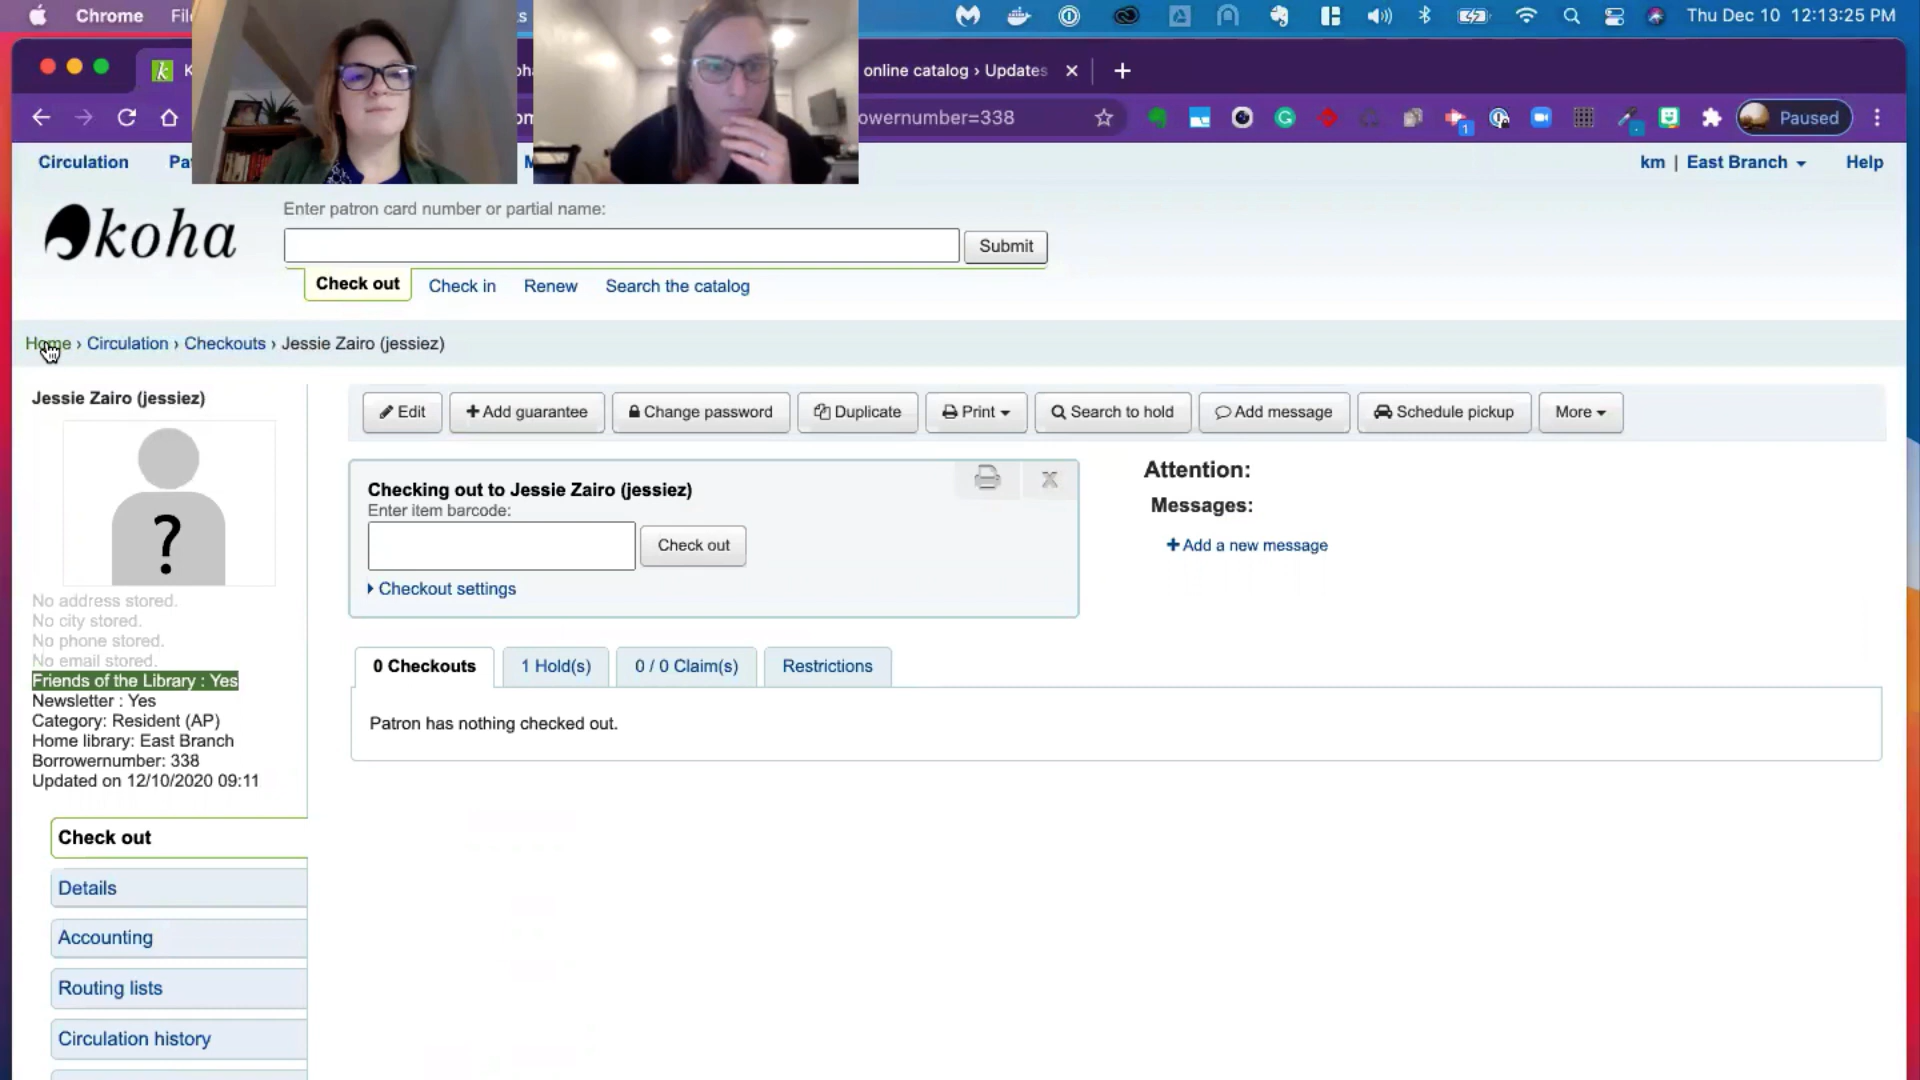 Chrome
Thu Dec 10 12:13:25 PM
online catalog › Updates
owernumber=338
1
Paused
Circulation
km | East Branch
Help
koha
Enter patron card number or partial name:
Submit
Check out
Check in
Renew
Search the catalog
Home › Circulation › Checkouts › Jessie Zairo (jessiez)
Jessie Zairo (jessiez)
?
No address stored.
No city stored.
No phone stored.
No email stored.
Friends of the Library : Yes
Newsletter : Yes
Category: Resident (AP)
Home library: East Branch
Borrowernumber: 338
Updated on 12/10/2020 09:11
Check out
Details
Accounting
Routing lists
Circulation history
Edit
+ Add guarantee
Change password
Duplicate
Print
Search to hold
Add message
Schedule pickup
More
Checking out to Jessie Zairo (jessiez)
X
Enter item barcode:
Check out
Checkout settings
Attention:
Messages:
+ Add a new message
0 Checkouts
1 Hold(s)
0 / 0 Claim(s)
Restrictions
Patron has nothing checked out.